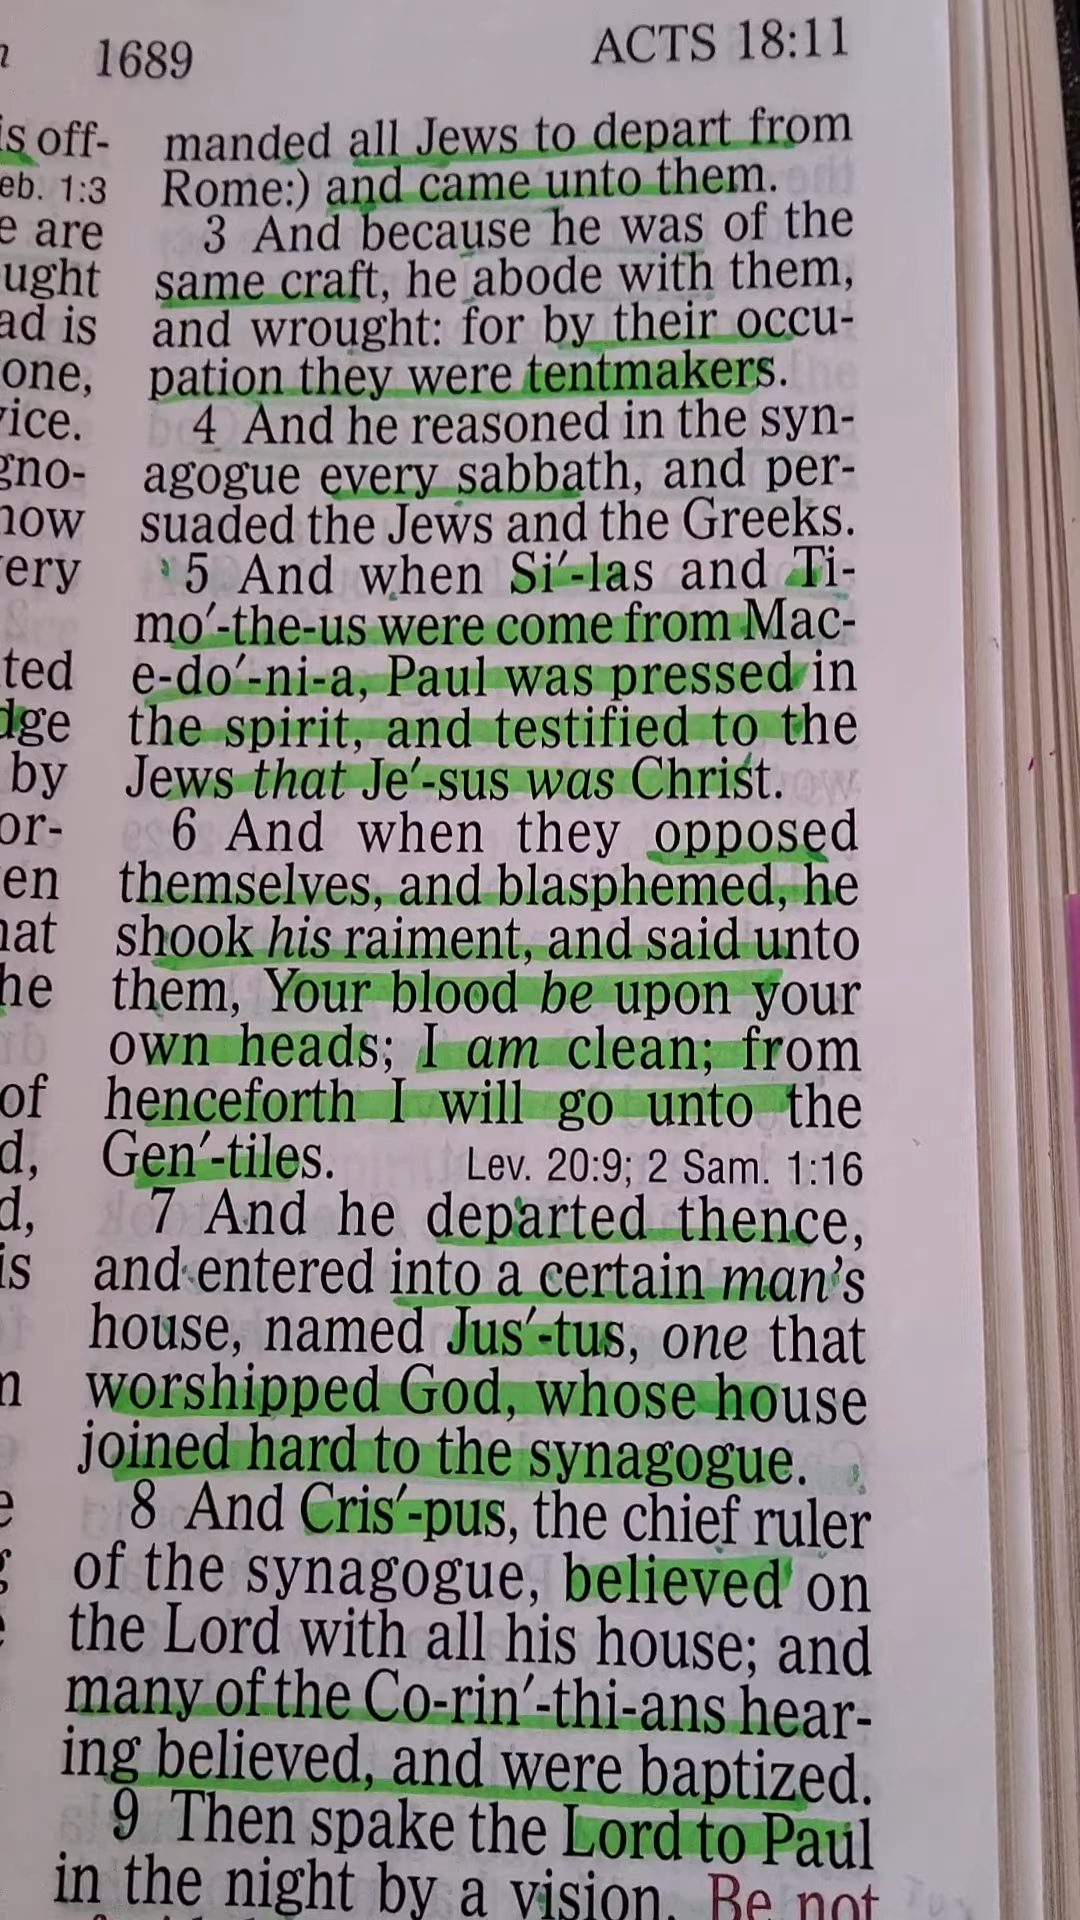 1689 ACTS 18:11
is off-
eb. 1:3
e are
ught
ad is
one,
vice.
gno-
now
ery
ted
dge
by
or-
en
hat
he
of
d,
d,
is
manded all Jews to depart from
Rome:) and came unto them.
3 And because he was of the
same craft, he abode with them,
and wrought: for by their occu-
pation they were tentmakers.
4 And he reasoned in the syn-
agogue every sabbath, and per-
suaded the Jews and the Greeks.
5 And when Si′-las and Ti-
mo′-the-us were come from Mac-
e-do′-ni-a, Paul was pressed in
the spirit, and testified to the
Jews that Je′-sus was Christ.
6 And when they opposed
themselves, and blasphemed, he
shook his raiment, and said unto
them, Your blood be upon your
own heads; I am clean; from
henceforth I will go unto the
Gen′-tiles. Lev. 20:9; 2 Sam. 1:16
7 And he departed thence,
and entered into a certain man's
house, named Jus′-tus, one that
worshipped God, whose house
joined hard to the synagogue.
8 And Cris′-pus, the chief ruler
of the synagogue, believed on
the Lord with all his house; and
many of the Co-rin′-thi-ans hear-
ing believed, and were baptized.
9 Then spake the Lord to Paul
in the night by a vision, Be not